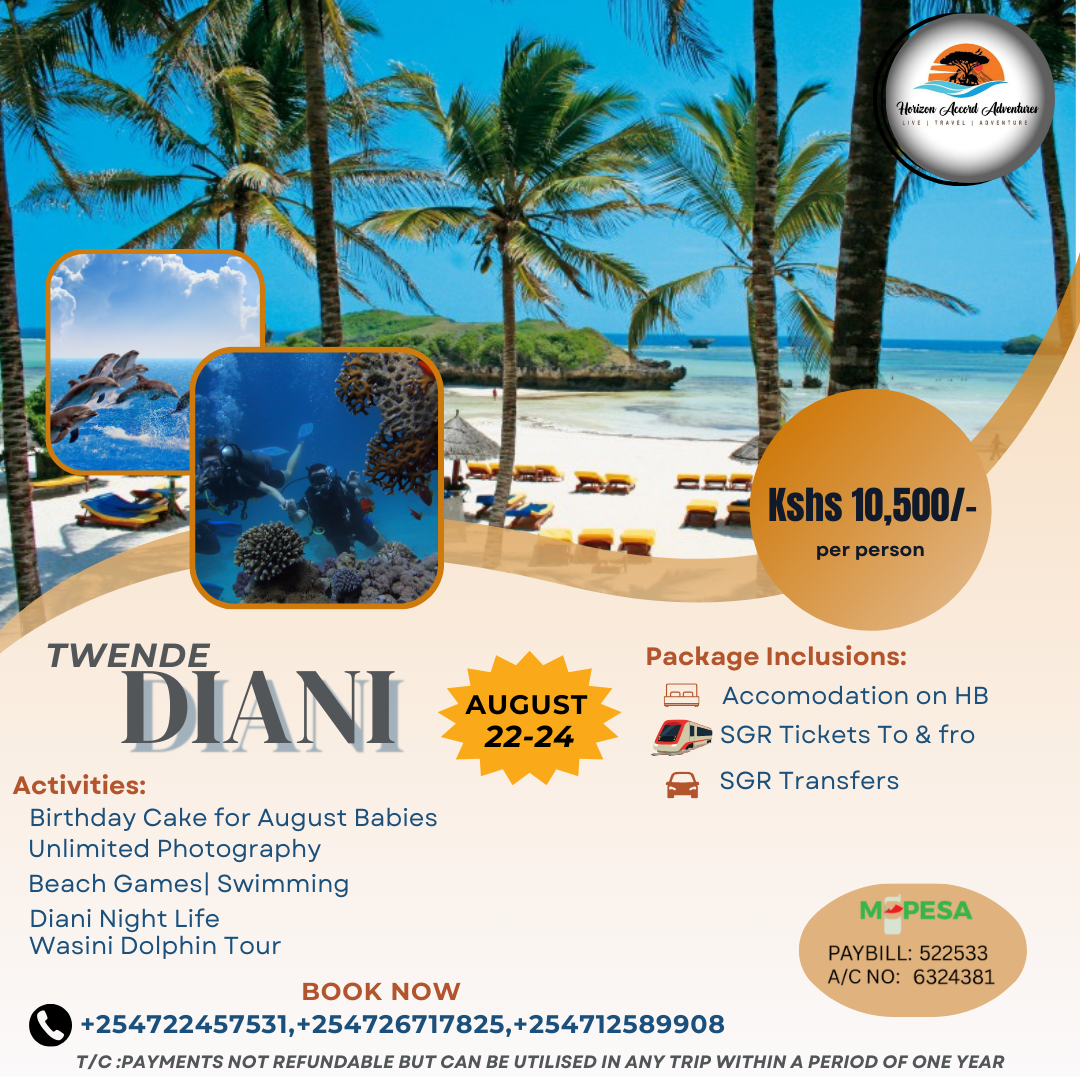 Horizon Accord Adventures
LIVE | TRAVEL | ADVENTURE
Kshs 10,500/-
per person
TWENDE
DIANI
AUGUST
22-24
Package Inclusions:
Accomodation on HB
SGR Tickets To & fro
SGR Transfers
Activities:
Birthday Cake for August Babies
Unlimited Photography
Beach Games| Swimming
Diani Night Life
Wasini Dolphin Tour
M-PESA
PAYBILL: 522533
A/C NO: 6324381
BOOK NOW
+254722457531,+254726717825,+254712589908
T/C :PAYMENTS NOT REFUNDABLE BUT CAN BE UTILISED IN ANY TRIP WITHIN A PERIOD OF ONE YEAR